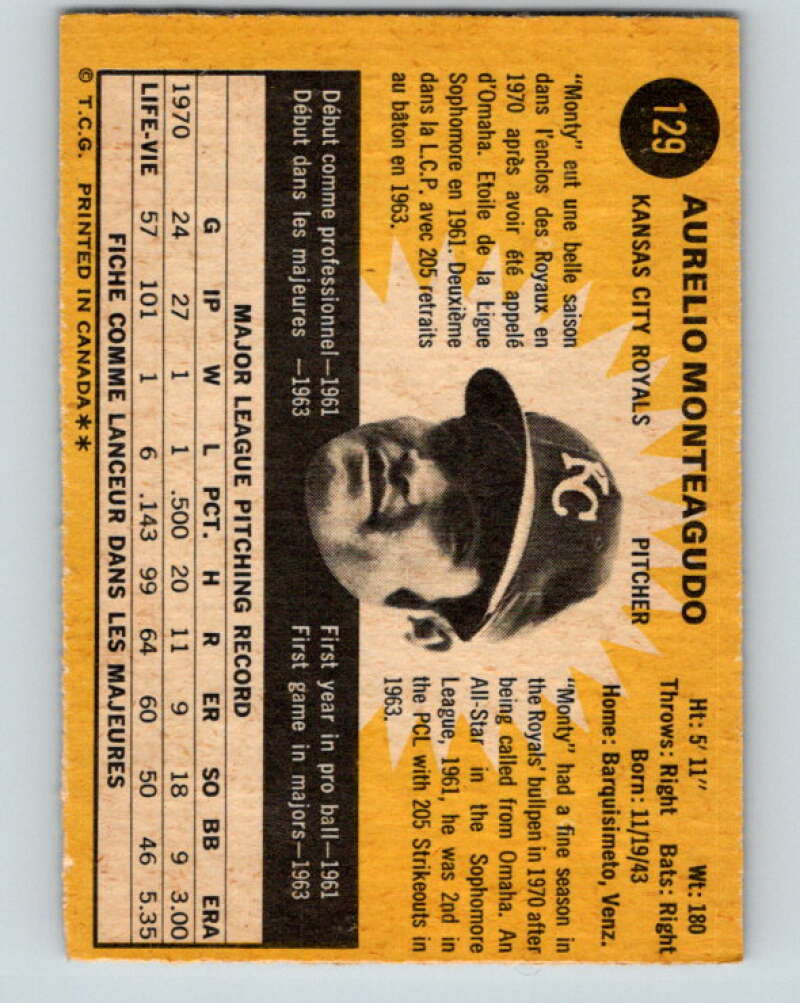 129
AURELIO MONTEAGUDO
KANSAS CITY ROYALS PITCHER
Ht: 5' 11" Wt: 180
Born: 11/19/43
Throws: Right Bats: Right
Home: Barquisimeto, Venz.
"Monty" eut une belle saison
dans l'enclos des Royaux en
1970 après avoir été appelé
d'Omaha. Etoile de la Ligue
Sophomore en 1961. Deuxième
dans la L.C.P. avec 205 retraits
au bâton en 1963.
KC
"Monty" had a fine season in
the Royals' bullpen in 1970 after
being called from Omaha. An
All-Star in the Sophomore
League, 1961, he was 2nd in
the PCL with 205 Strikeouts in
1963.
Début comme professionnel—1961
Début dans les majeures —1963
First year in pro ball—1961
First game in majors—1963
MAJOR LEAGUE PITCHING RECORD
G IP W L PCT. H R ER SO BB ERA
1970 24 27 1 1 .500 20 11 9 18 9 3.00
LIFE-VIE 57 101 1 6 .143 99 64 60 50 46 5.35
FICHE COMME LANCEUR DANS LES MAJEURES
© T.C.G. PRINTED IN CANADA**